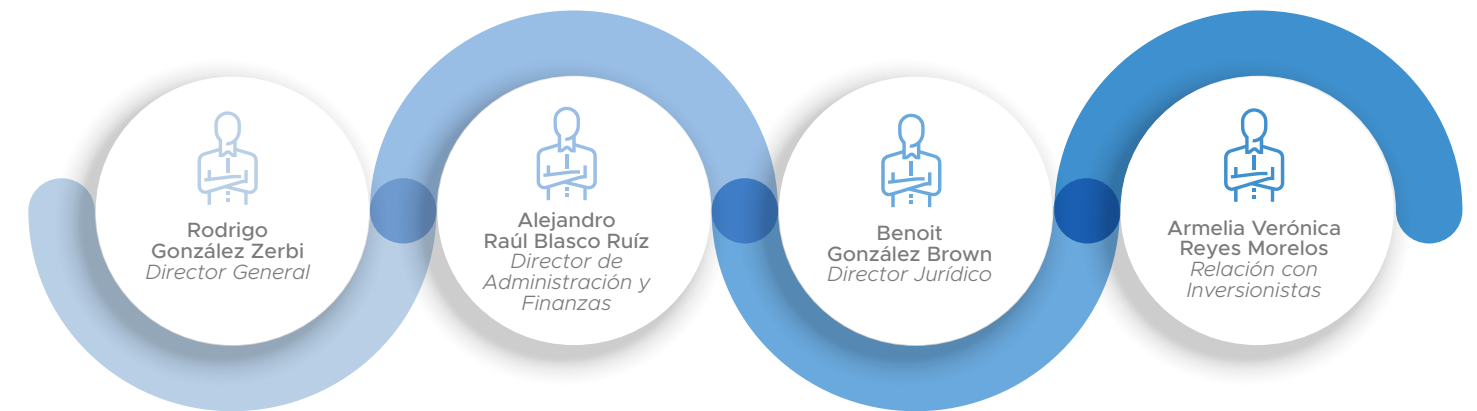 Rodrigo
González Zerbi
Director General
Alejandro
Raúl Blasco Ruíz
Director de
Administración y
Finanzas
Benoit
González Brown
Director Jurídico
Armelia Verónica
Reyes Morelos
Relación con
Inversionistas